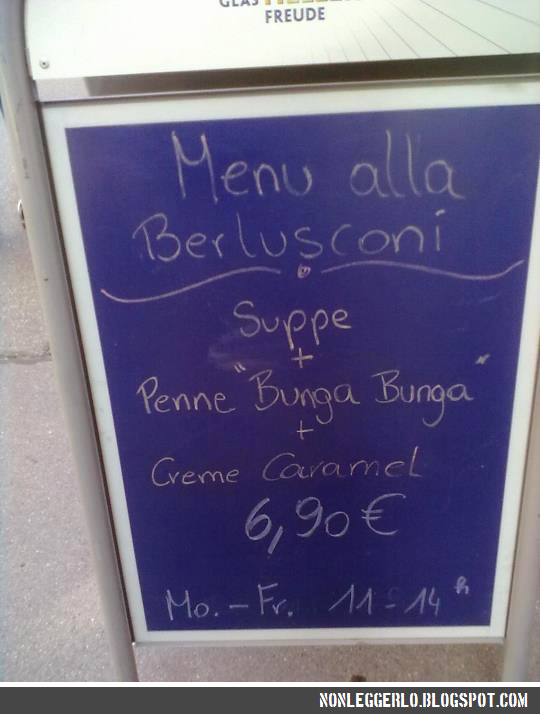 FREUDE
Menu alla
Berlusconi
Suppe
+
Penne "Bunga Bunga"
+
Creme Caramel
6,90€
Mo.-Fr. 11-14 h
NONLEGGERLO.BLOGSPOT.COM